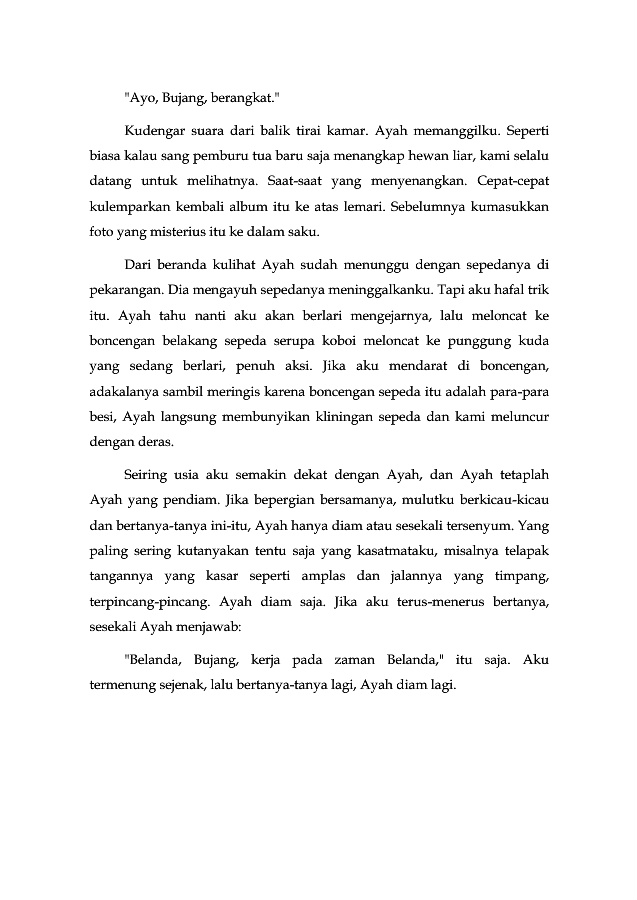 "Ayo, Bujang, berangkat."
Kudengar suara dari balik tirai kamar. Ayah memanggilku. Seperti
biasa kalau sang pemburu tua baru saja menangkap hewan liar, kami selalu
datang untuk melihatnya. Saat-saat yang menyenangkan. Cepat-cepat
kulemparkan kembali album itu ke atas lemari. Sebelumnya kumasukkan
foto yang misterius itu ke dalam saku.
Dari beranda kulihat Ayah sudah menunggu dengan sepedanya di
pekarangan. Dia mengayuh sepedanya meninggalkanku. Tapi aku hafal trik
itu. Ayah tahu nanti aku akan berlari mengejarnya, lalu meloncat ke
boncengan belakang sepeda serupa koboi meloncat ke punggung kuda
yang sedang berlari, penuh aksi. Jika aku mendarat di boncengan,
adakalanya sambil meringis karena boncengan sepeda itu adalah para-para
besi, Ayah langsung membunyikan kliningan sepeda dan kami meluncur
dengan deras.
Seiring usia aku semakin dekat dengan Ayah, dan Ayah tetaplah
Ayah yang pendiam. Jika bepergian bersamanya, mulutku berkicau-kicau
dan bertanya-tanya ini-itu, Ayah hanya diam atau sesekali tersenyum. Yang
paling sering kutanyakan tentu saja yang kasatmataku, misalnya telapak
tangannya yang kasar seperti amplas dan jalannya yang timpang,
terpincang-pincang. Ayah diam saja. Jika aku terus-menerus bertanya,
sesekali Ayah menjawab:
"Belanda, Bujang, kerja pada zaman Belanda," itu saja. Aku
termenung sejenak, lalu bertanya-tanya lagi, Ayah diam lagi.